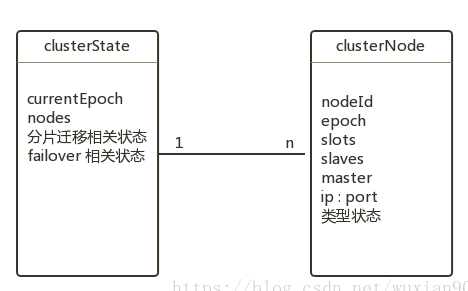 clusterState
currentEpoch
nodes
分片迁移相关状态
failover 相关状态
1
n
clusterNode
nodeId
epoch
slots
slaves
master
ip : port
类型状态
https://blog.csdn.net/wuxian90